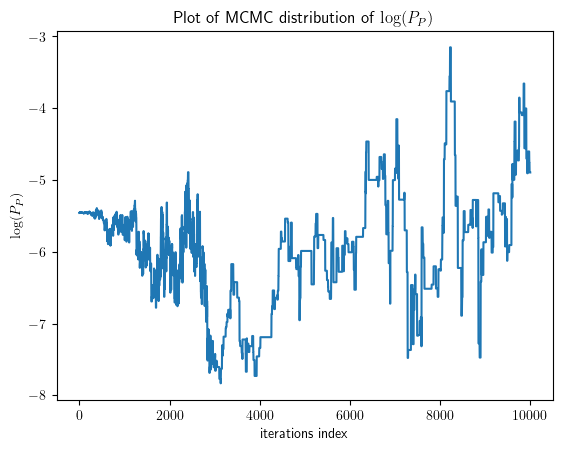 Plot of MCMC distribution of log(P_P)
−3
−4
−5
−6
−7
−8
log(P_P)
0 2000 4000 6000 8000 10000
iterations index